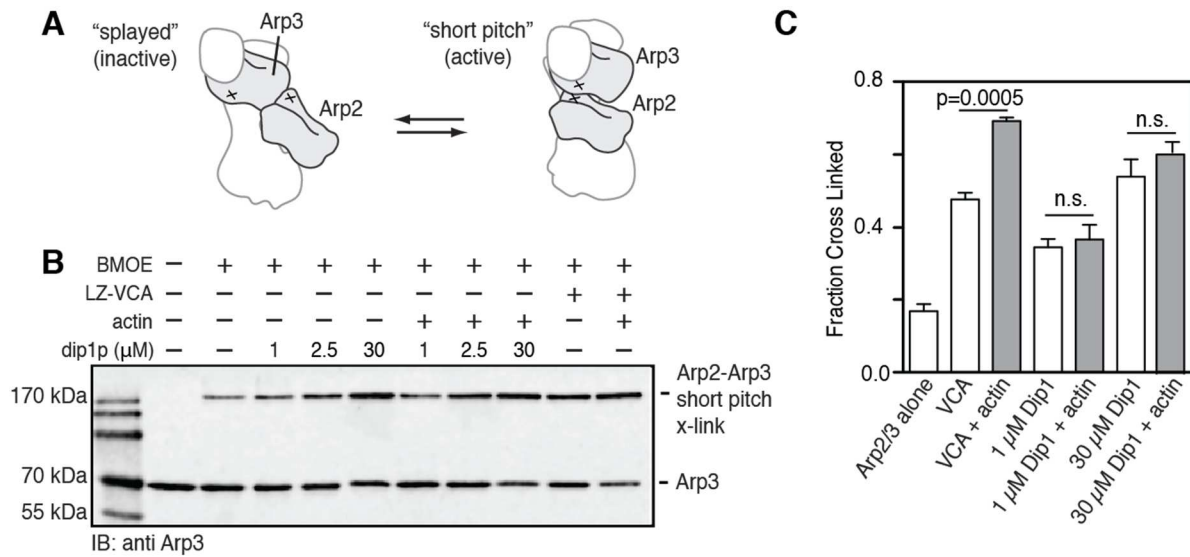 A
"splayed"
(inactive)
Arp3
Arp2
"short pitch"
(active)
Arp3
Arp2
B
BMOE − + + + + + + + + +
LZ-VCA − − − − − − − − + +
actin − − − − − + + + − +
dip1p (μM) − − 1 2.5 30 1 2.5 30 − −
170 kDa
70 kDa
55 kDa
Arp2-Arp3
short pitch
x-link
Arp3
IB: anti Arp3
C
Fraction Cross Linked
0.8
0.4
0.0
p=0.0005
n.s.
n.s.
Arp2/3 alone
VCA
VCA + actin
1 μM Dip1
1 μM Dip1 + actin
30 μM Dip1
30 μM Dip1 + actin